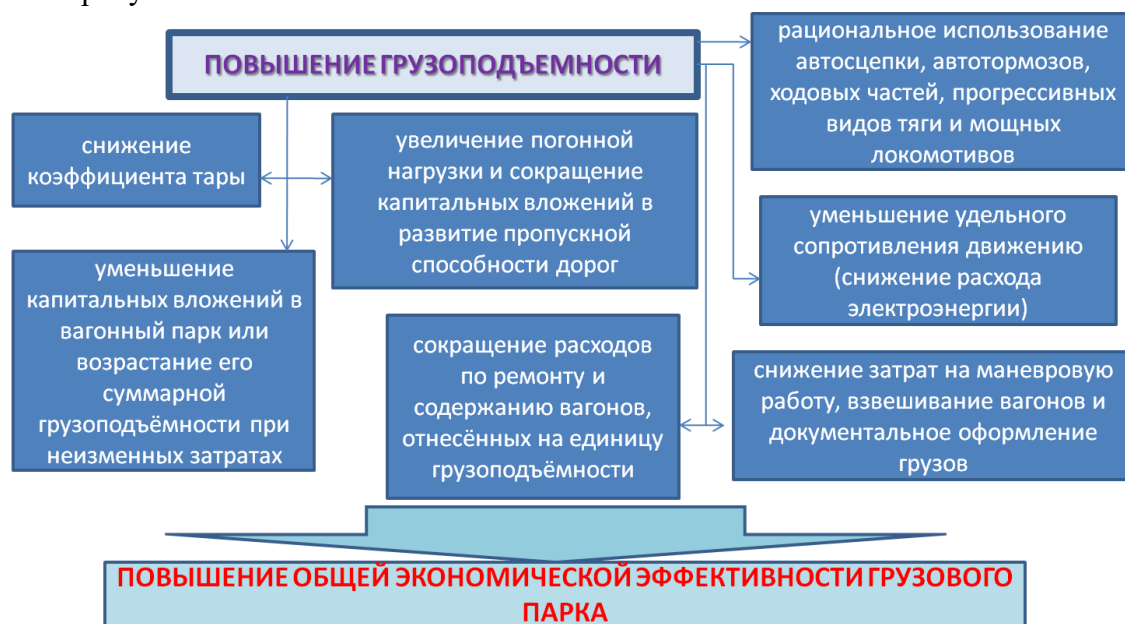 ПОВЫШЕНИЕ ГРУЗОПОДЪЕМНОСТИ
рациональное использование
автосцепки, автотормозов,
ходовых частей, прогрессивных
видов тяги и мощных
локомотивов
снижение
коэффициента тары
увеличение погонной
нагрузки и сокращение
капитальных вложений в
развитие пропускной
способности дорог
уменьшение удельного
сопротивления движению
(снижение расхода
электроэнергии)
уменьшение
капитальных вложений в
вагонный парк или
возрастание его
суммарной
грузоподъёмности при
неизменных затратах
сокращение расходов
по ремонту и
содержанию вагонов,
отнесённых на единицу
грузоподъёмности
снижение затрат на маневровую
работу, взвешивание вагонов и
документальное оформление
грузов
ПОВЫШЕНИЕ ОБЩЕЙ ЭКОНОМИЧЕСКОЙ ЭФФЕКТИВНОСТИ ГРУЗОВОГО
ПАРКА